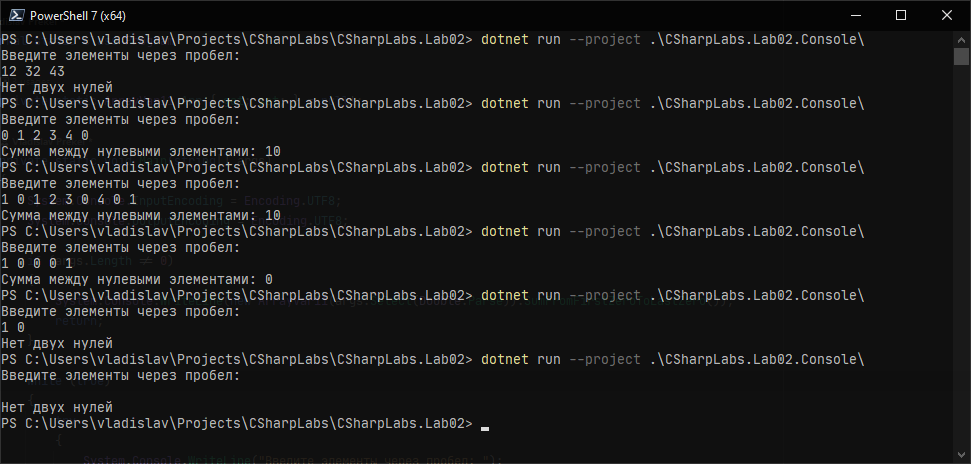 PowerShell 7 (x64)
PS C:\Users\vladislav\Projects\CSharpLabs\CSharpLabs.Lab02> dotnet run --project .\CSharpLabs.Lab02.Console\
Введите элементы через пробел:
12 32 43
Нет двух нулей
PS C:\Users\vladislav\Projects\CSharpLabs\CSharpLabs.Lab02> dotnet run --project .\CSharpLabs.Lab02.Console\
Введите элементы через пробел:
0 1 2 3 4 0
Сумма между нулевыми элементами: 10
PS C:\Users\vladislav\Projects\CSharpLabs\CSharpLabs.Lab02> dotnet run --project .\CSharpLabs.Lab02.Console\
Введите элементы через пробел:
1 0 1 2 3 0 4 0 1
Сумма между нулевыми элементами: 10
PS C:\Users\vladislav\Projects\CSharpLabs\CSharpLabs.Lab02> dotnet run --project .\CSharpLabs.Lab02.Console\
Введите элементы через пробел:
1 0 0 0 1
Сумма между нулевыми элементами: 0
PS C:\Users\vladislav\Projects\CSharpLabs\CSharpLabs.Lab02> dotnet run --project .\CSharpLabs.Lab02.Console\
Введите элементы через пробел:
1 0
Нет двух нулей
PS C:\Users\vladislav\Projects\CSharpLabs\CSharpLabs.Lab02> dotnet run --project .\CSharpLabs.Lab02.Console\
Введите элементы через пробел:
Нет двух нулей
PS C:\Users\vladislav\Projects\CSharpLabs\CSharpLabs.Lab02>
{
System.Console.WriteLine("Введите элементы через пробел: ");